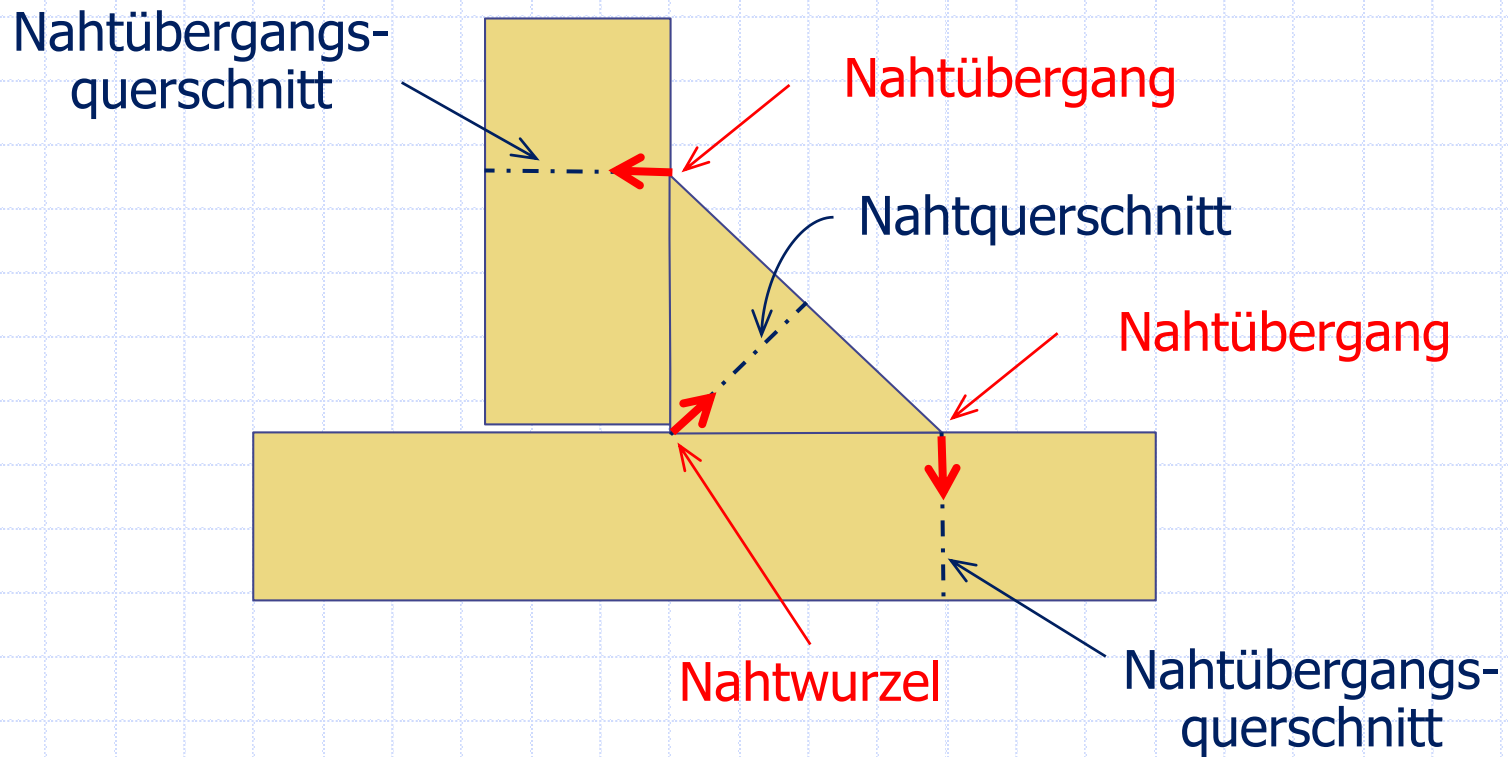 Nahtübergangs-
querschnitt
Nahtübergang
Nahtquerschnitt
Nahtübergang
Nahtwurzel
Nahtübergangs-
querschnitt